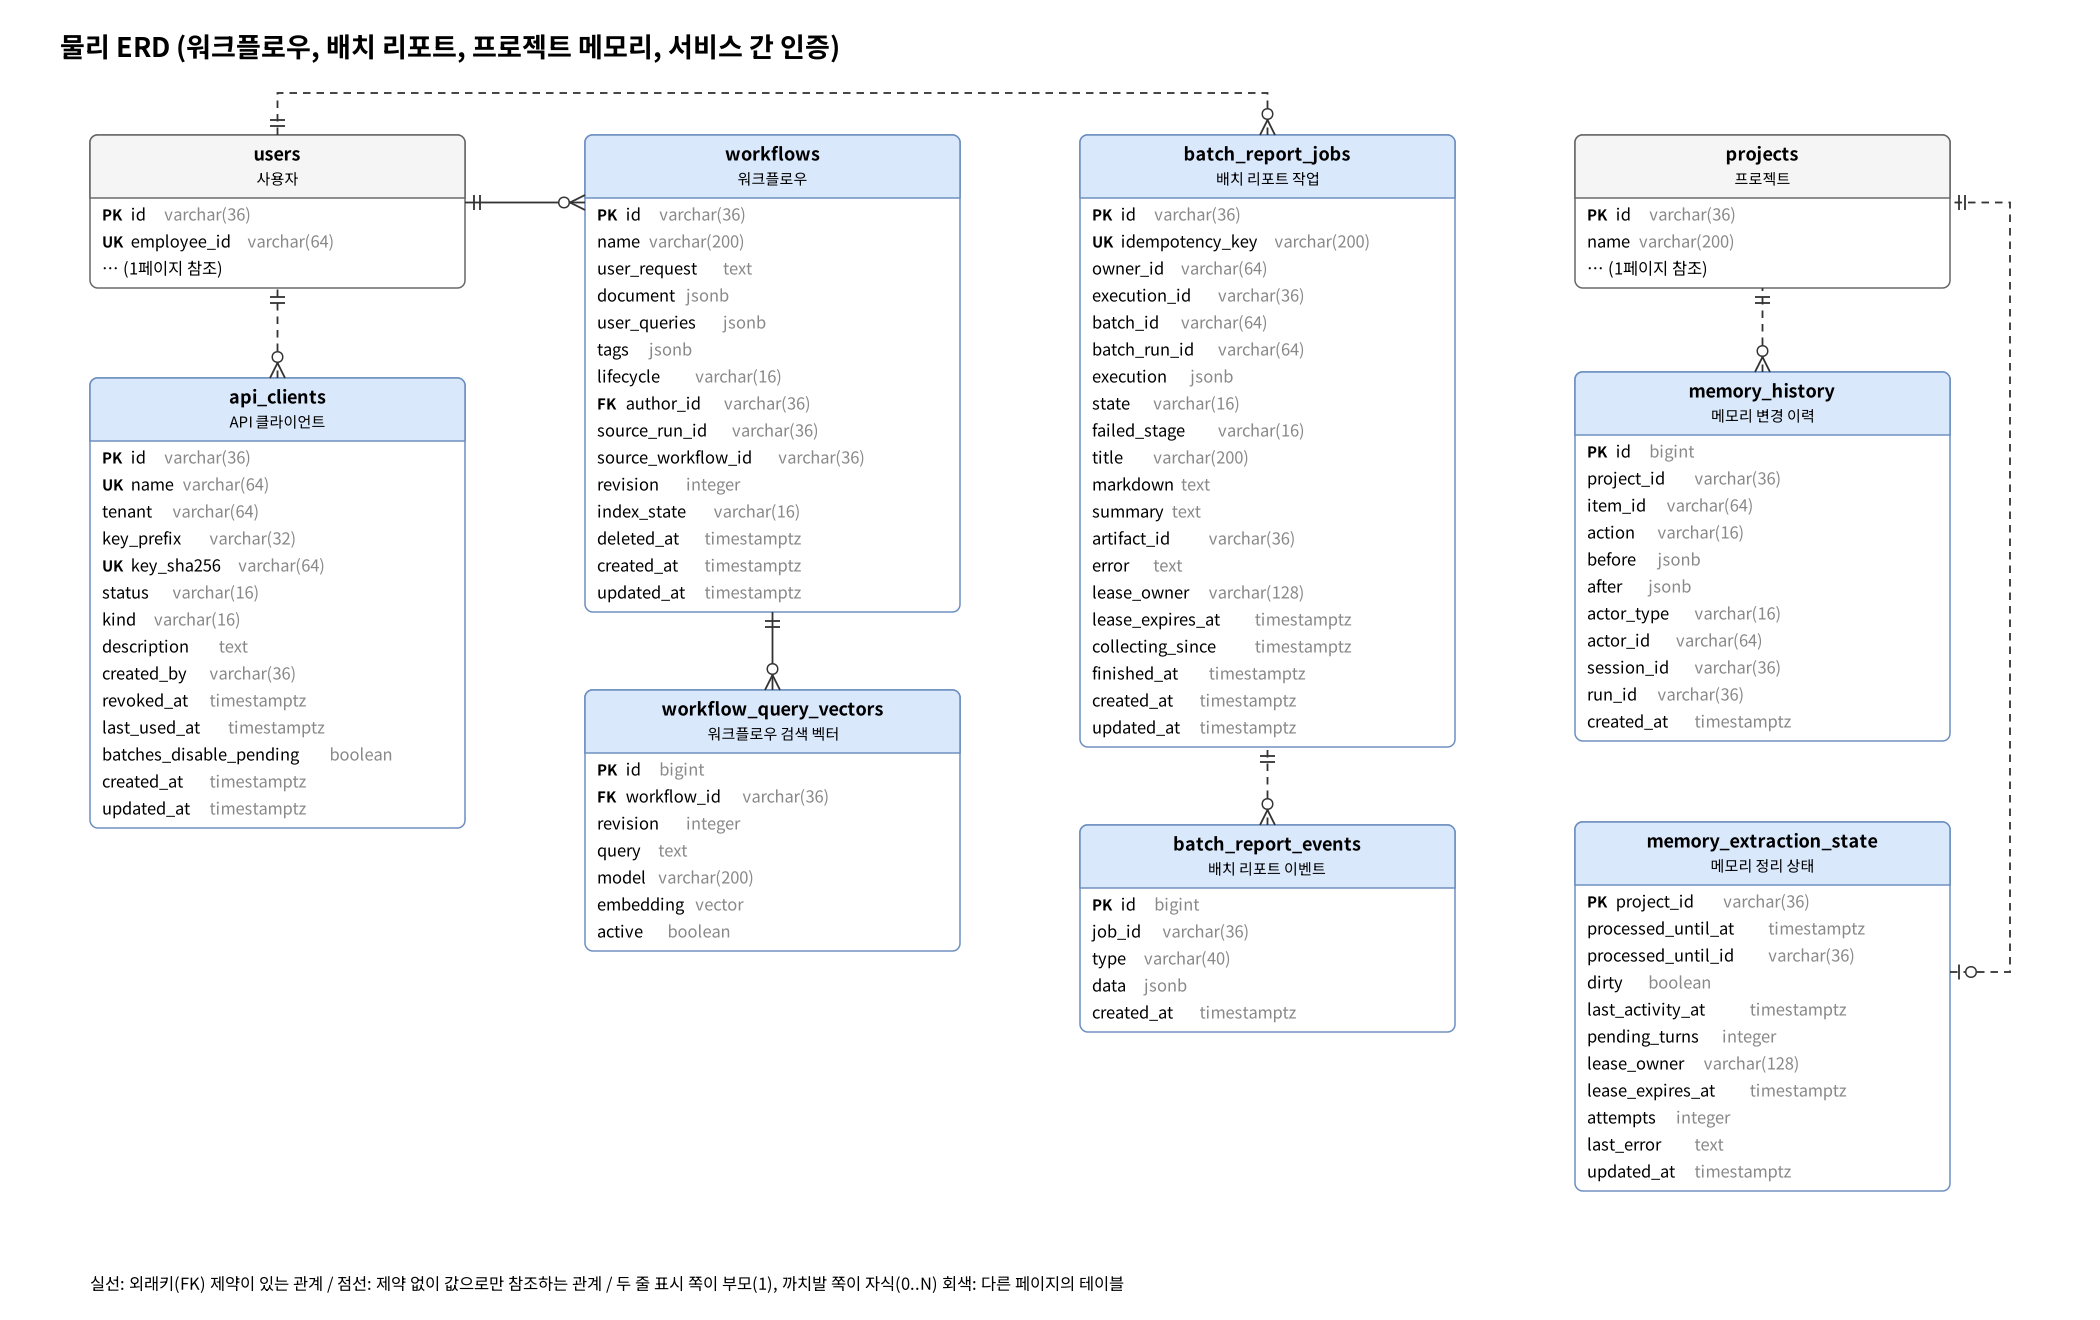 물리 ERD (워크플로우, 배치 리포트, 프로젝트 메모리, 서비스 간 인증)
users
사용자
PK id varchar(36)
UK employee_id varchar(64)
… (1페이지 참조)
api_clients
API 클라이언트
PK id varchar(36)
UK name varchar(64)
tenant varchar(64)
key_prefix varchar(32)
UK key_sha256 varchar(64)
status varchar(16)
kind varchar(16)
description text
created_by varchar(36)
revoked_at timestamptz
last_used_at timestamptz
batches_disable_pending boolean
created_at timestamptz
updated_at timestamptz
workflows
워크플로우
PK id varchar(36)
name varchar(200)
user_request text
document jsonb
user_queries jsonb
tags jsonb
lifecycle varchar(16)
FK author_id varchar(36)
source_run_id varchar(36)
source_workflow_id varchar(36)
revision integer
index_state varchar(16)
deleted_at timestamptz
created_at timestamptz
updated_at timestamptz
workflow_query_vectors
워크플로우 검색 벡터
PK id bigint
FK workflow_id varchar(36)
revision integer
query text
model varchar(200)
embedding vector
active boolean
batch_report_jobs
배치 리포트 작업
PK id varchar(36)
UK idempotency_key varchar(200)
owner_id varchar(64)
execution_id varchar(36)
batch_id varchar(64)
batch_run_id varchar(64)
execution jsonb
state varchar(16)
failed_stage varchar(16)
title varchar(200)
markdown text
summary text
artifact_id varchar(36)
error text
lease_owner varchar(128)
lease_expires_at timestamptz
collecting_since timestamptz
finished_at timestamptz
created_at timestamptz
updated_at timestamptz
batch_report_events
배치 리포트 이벤트
PK id bigint
job_id varchar(36)
type varchar(40)
data jsonb
created_at timestamptz
projects
프로젝트
PK id varchar(36)
name varchar(200)
… (1페이지 참조)
memory_history
메모리 변경 이력
PK id bigint
project_id varchar(36)
item_id varchar(64)
action varchar(16)
before jsonb
after jsonb
actor_type varchar(16)
actor_id varchar(64)
session_id varchar(36)
run_id varchar(36)
created_at timestamptz
memory_extraction_state
메모리 정리 상태
PK project_id varchar(36)
processed_until_at timestamptz
processed_until_id varchar(36)
dirty boolean
last_activity_at timestamptz
pending_turns integer
lease_owner varchar(128)
lease_expires_at timestamptz
attempts integer
last_error text
updated_at timestamptz
실선: 외래키(FK) 제약이 있는 관계 / 점선: 제약 없이 값으로만 참조하는 관계 / 두 줄 표시 쪽이 부모(1), 까치발 쪽이 자식(0..N) 회색: 다른 페이지의 테이블